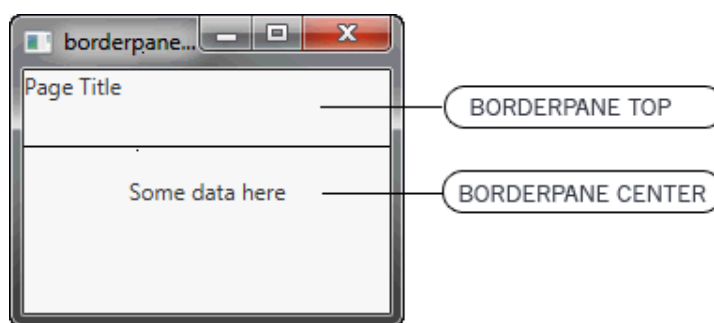 borderpane...
Page Title
BORDERPANE TOP
Some data here
BORDERPANE CENTER